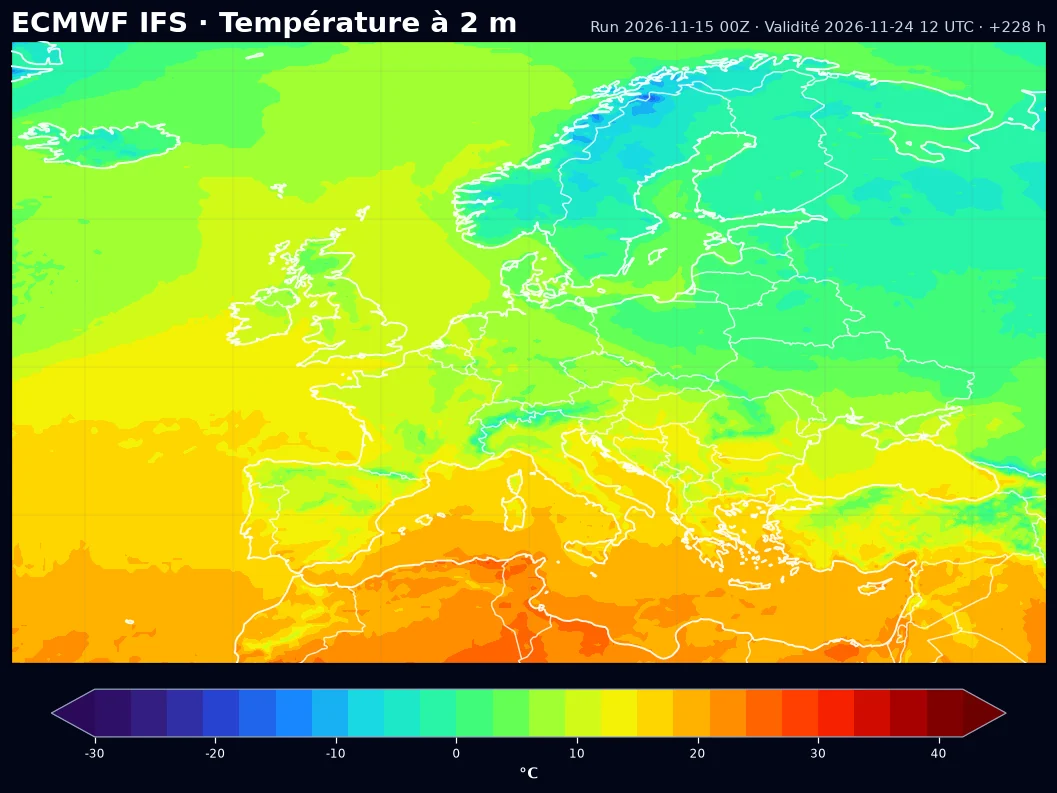 ECMWF IFS · Température à 2 m
Run 2026-11-15 00Z · Validité 2026-11-24 12 UTC · +228 h
-30 -20 -10 0 10 20 30 40
°C